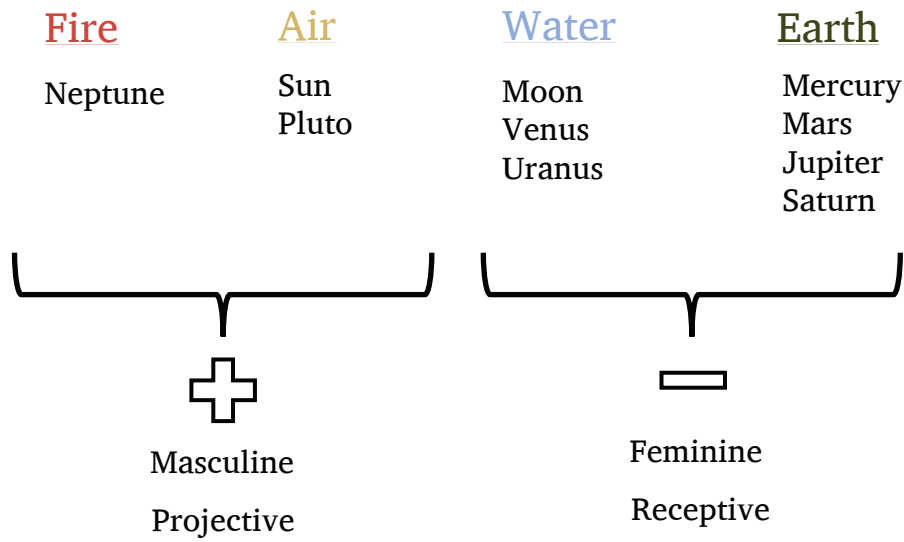 Fire
Neptune
Air
Sun
Pluto
Water
Moon
Venus
Uranus
Earth
Mercury
Mars
Jupiter
Saturn
Masculine
Projective
Feminine
Receptive